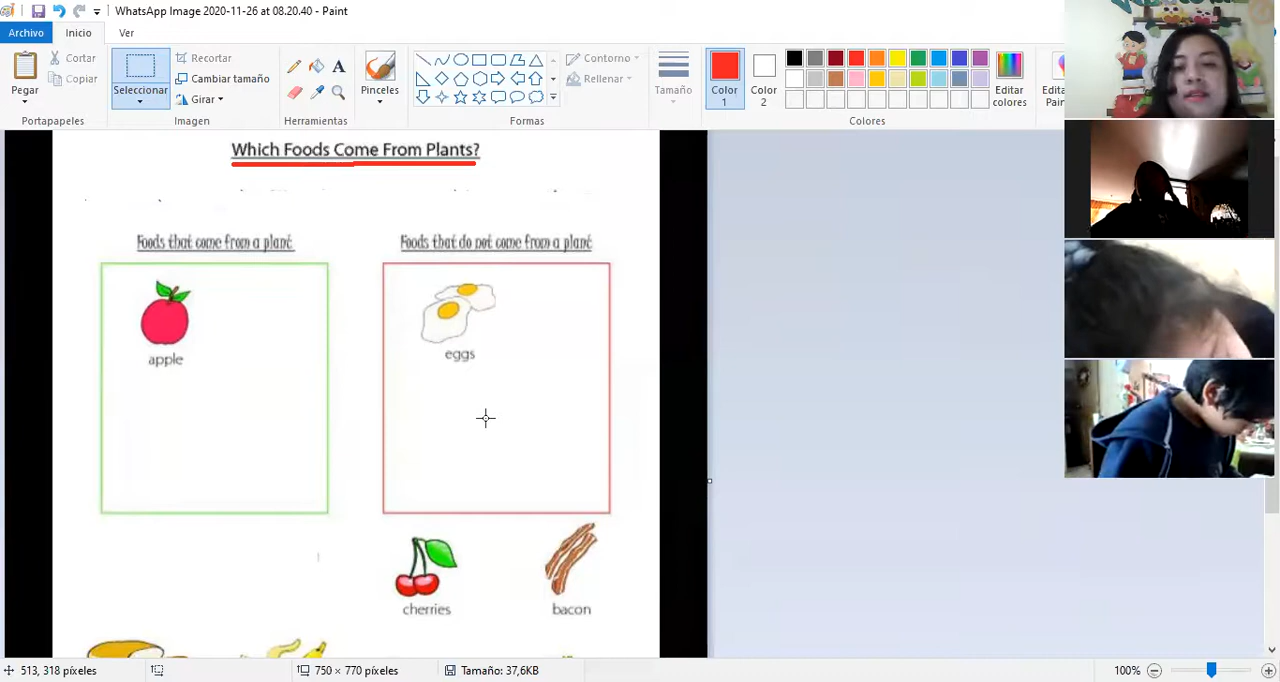 WhatsApp Image 2020-11-26 at 08.20.40 - Paint
Archivo Inicio Ver
Pegar
Cortar
Copiar
Portapapeles
Seleccionar
Recortar
Cambiar tamaño
Girar
Imagen
A
Herramientas
Pinceles
Contorno
Rellenar
Formas
Tamaño
Color 1
Color 2
Editar colores
Colores
Which Foods Come From Plants?
Foods that come from a plant
Foods that do not come from a plant
apple
eggs
cherries
bacon
513, 318 píxeles
750 × 770 píxeles
Tamaño: 37,6KB
100%